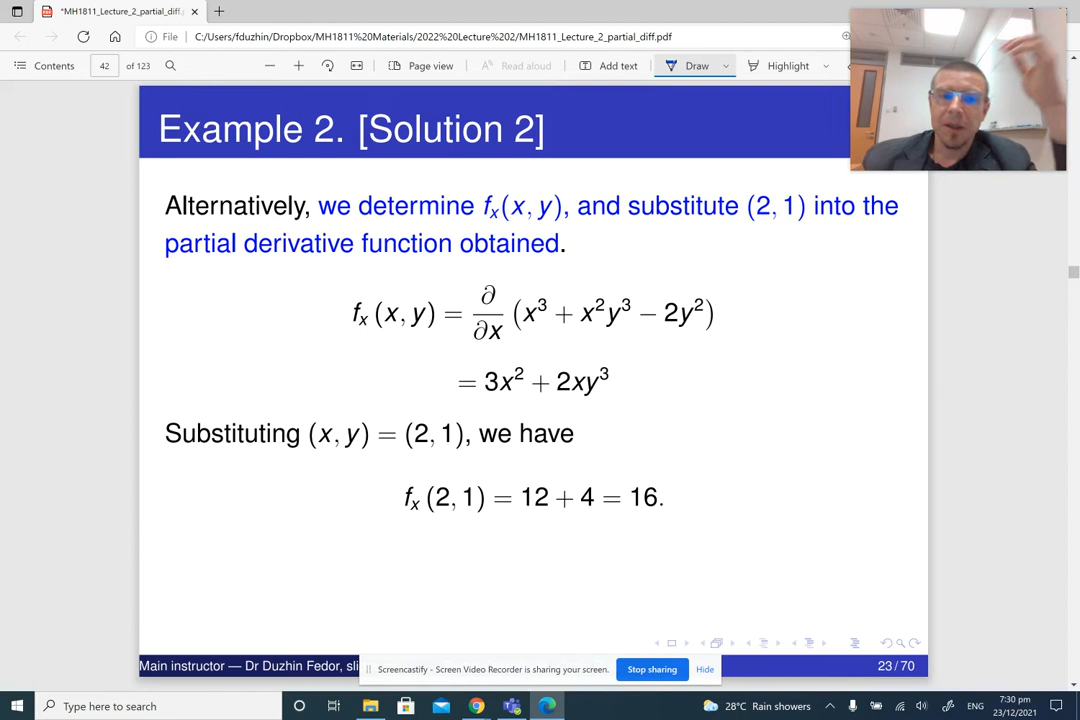 *MH1811_Lecture_2_partial_diff.p
File
C:/Users/fduzhin/Dropbox/MH1811%20Materials/2022%20Lecture%202/MH1811_Lecture_2_partial_diff.pdf
Contents
42
of 123
Page view
Read aloud
Add text
Draw
Highlight
Example 2. [Solution 2]
Alternatively, we determine fₓ(x, y), and substitute (2, 1) into the
partial derivative function obtained.
fₓ (x, y) = ∂/∂x (x³ + x²y³ − 2y²)
= 3x² + 2xy³
Substituting (x, y) = (2, 1), we have
fₓ (2, 1) = 12 + 4 = 16.
Main instructor — Dr Duzhin Fedor, sli
23 / 70
Screencastify - Screen Video Recorder is sharing your screen.
Stop sharing
Hide
Type here to search
28°C Rain showers
ENG
7:30 pm
23/12/2021